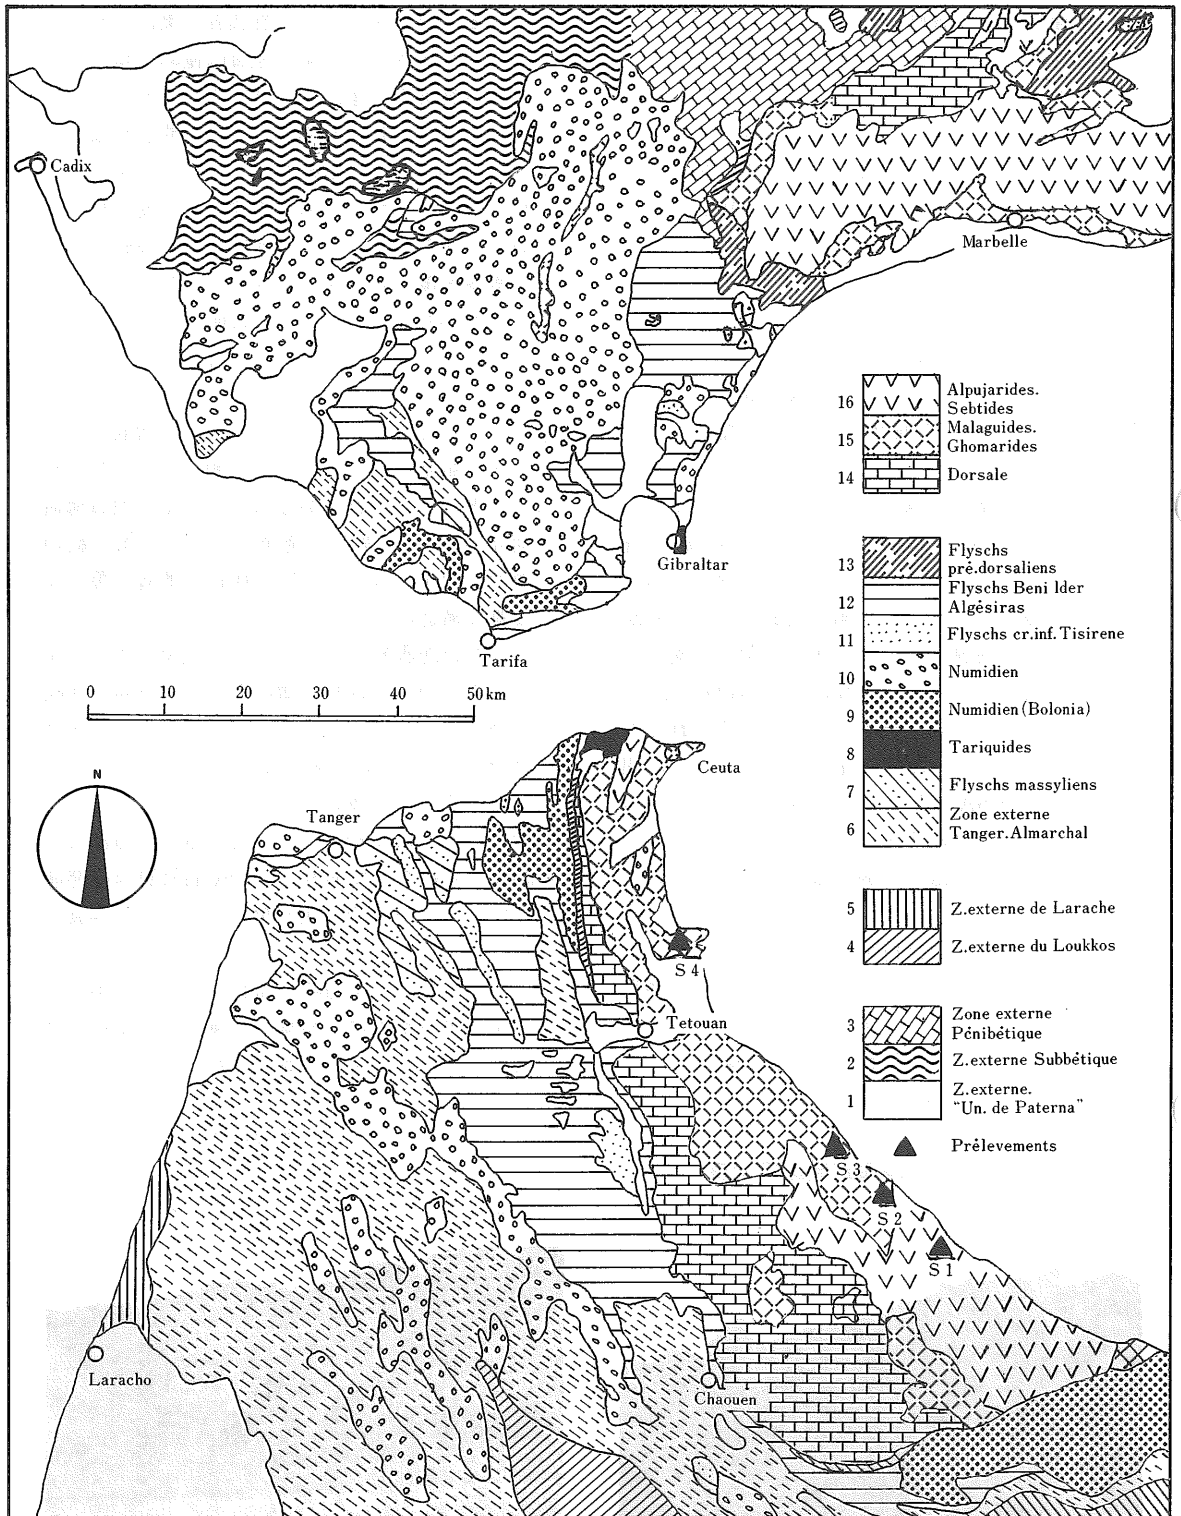 Cadix
Marbelle
Gibraltar
Tarifa
0 10 20 30 40 50 km
N
Tanger
Ceuta
S 4
Tetouan
S 3
S 2
S 1
Laracho
Chaouen
16 Alpujarides.
Sebtides
15 Malaguides.
Ghomarides
14 Dorsale
13 Flyschs
pré.dorsaliens
12 Flyschs Beni Ider
Algésiras
11 Flyschs cr.inf. Tisirene
10 Numidien
9 Numidien (Bolonia)
8 Tariquides
7 Flyschs massyliens
6 Zone externe
Tanger.Almarchal
5 Z.externe de Larache
4 Z.externe du Loukkos
3 Zone externe
Pénibétique
2 Z.externe Subbétique
1 Z.externe.
"Un. de Paterna"
Prélevements